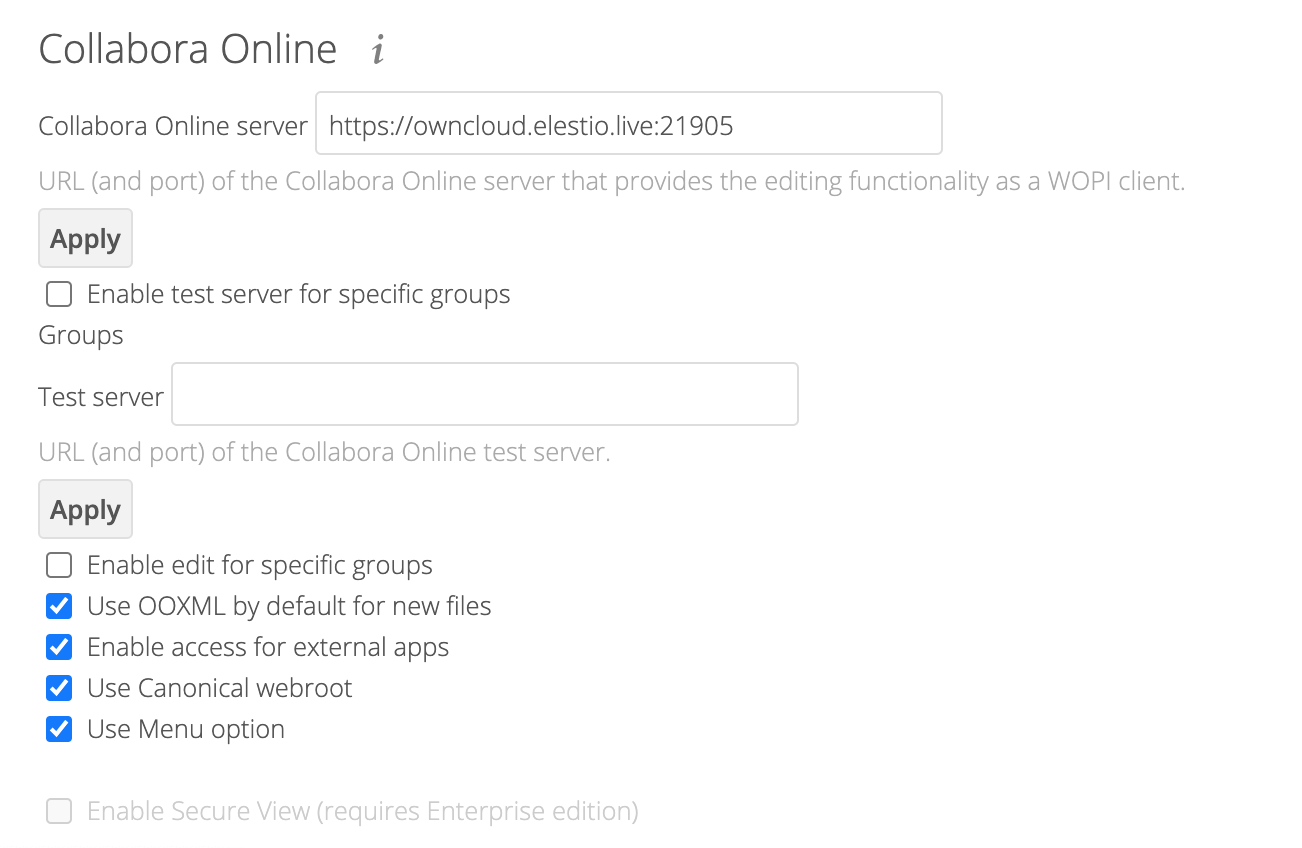 Collabora Online i
Collabora Online server https://owncloud.elestio.live:21905
URL (and port) of the Collabora Online server that provides the editing functionality as a WOPI client.
Apply
Enable test server for specific groups
Groups
Test server
URL (and port) of the Collabora Online test server.
Apply
Enable edit for specific groups
Use OOXML by default for new files
Enable access for external apps
Use Canonical webroot
Use Menu option
Enable Secure View (requires Enterprise edition)